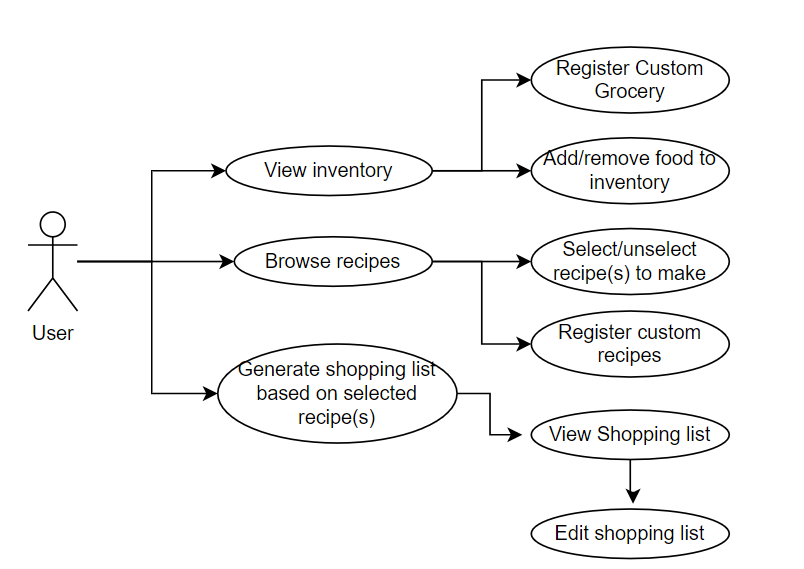 Register Custom
Grocery
View inventory
Add/remove food to
inventory
User
Browse recipes
Select/unselect
recipe(s) to make
Register custom
recipes
Generate shopping list
based on selected
recipe(s)
View Shopping list
Edit shopping list